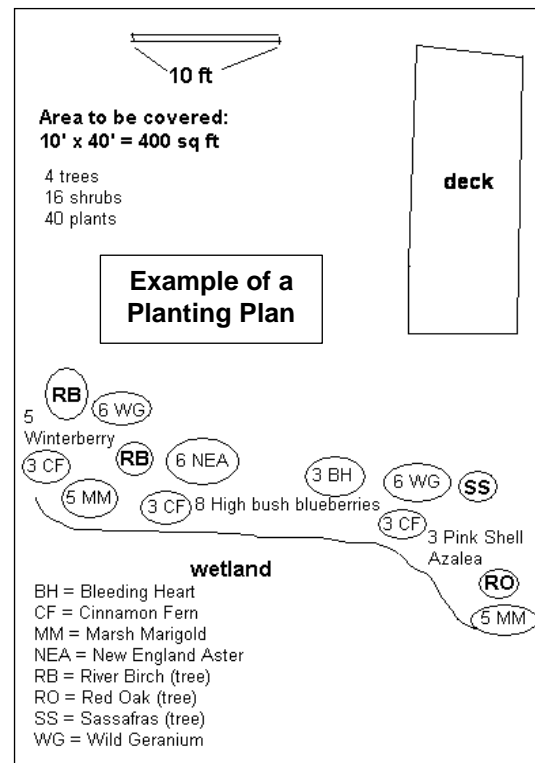 10 ft
Area to be covered:
10' x 40' = 400 sq ft
4 trees
16 shrubs
40 plants
deck
Example of a
Planting Plan
RB
6 WG
5
Winterberry
3 CF
RB
6 NEA
5 MM
3 CF
8 High bush blueberries
3 BH
6 WG
SS
3 CF
3 Pink Shell
Azalea
RO
5 MM
wetland
BH = Bleeding Heart
CF = Cinnamon Fern
MM = Marsh Marigold
NEA = New England Aster
RB = River Birch (tree)
RO = Red Oak (tree)
SS = Sassafras (tree)
WG = Wild Geranium